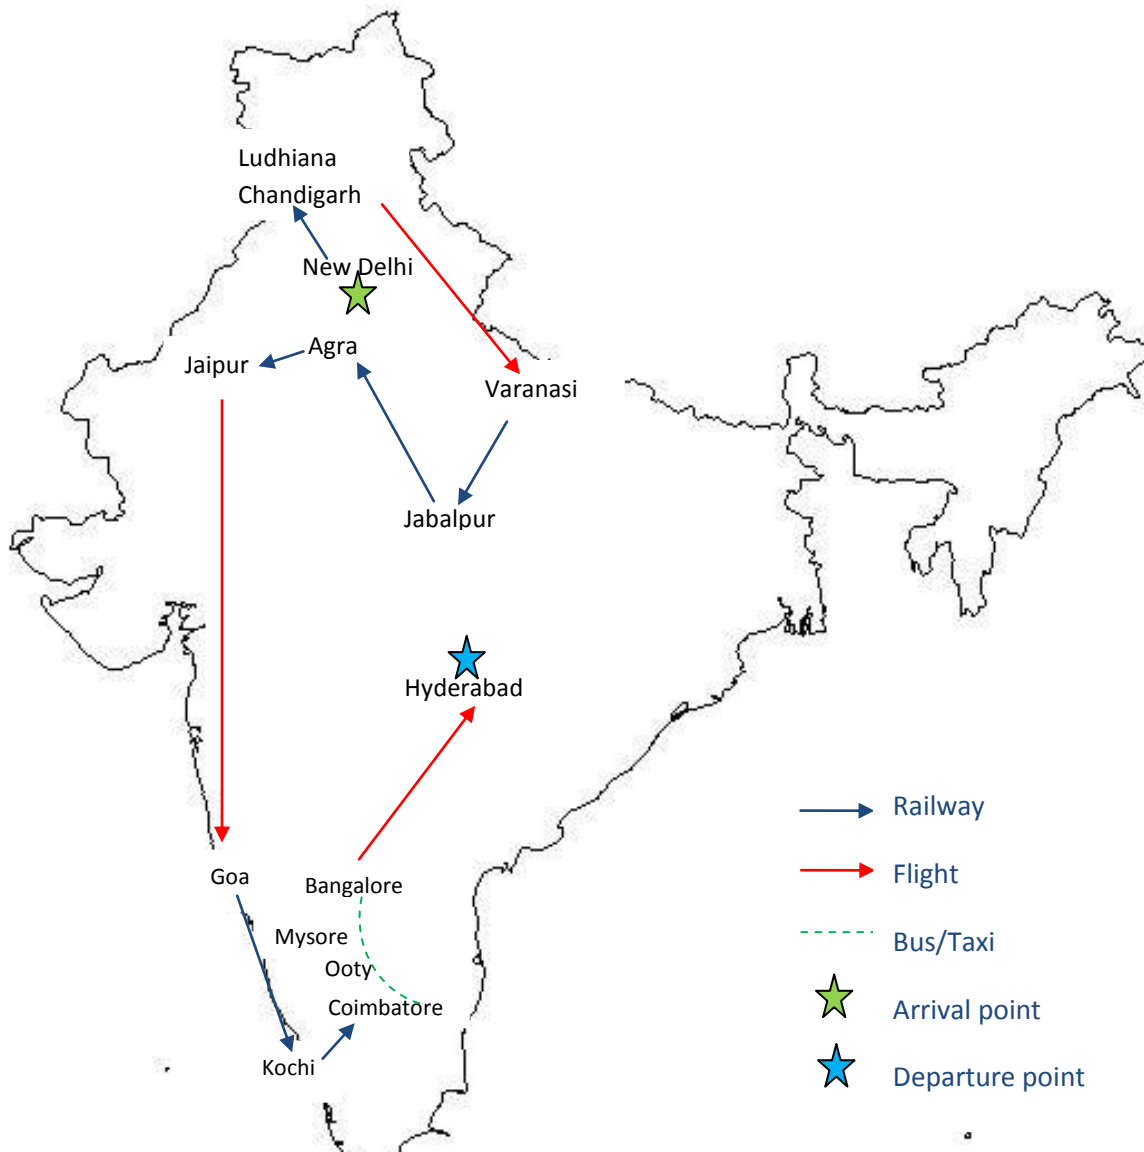 Ludhiana
Chandigarh
New Delhi
Agra
Jaipur
Varanasi
Jabalpur
Hyderabad
Railway
Flight
Goa
Bangalore
Mysore
Bus/Taxi
Ooty
Coimbatore
Arrival point
Kochi
Departure point